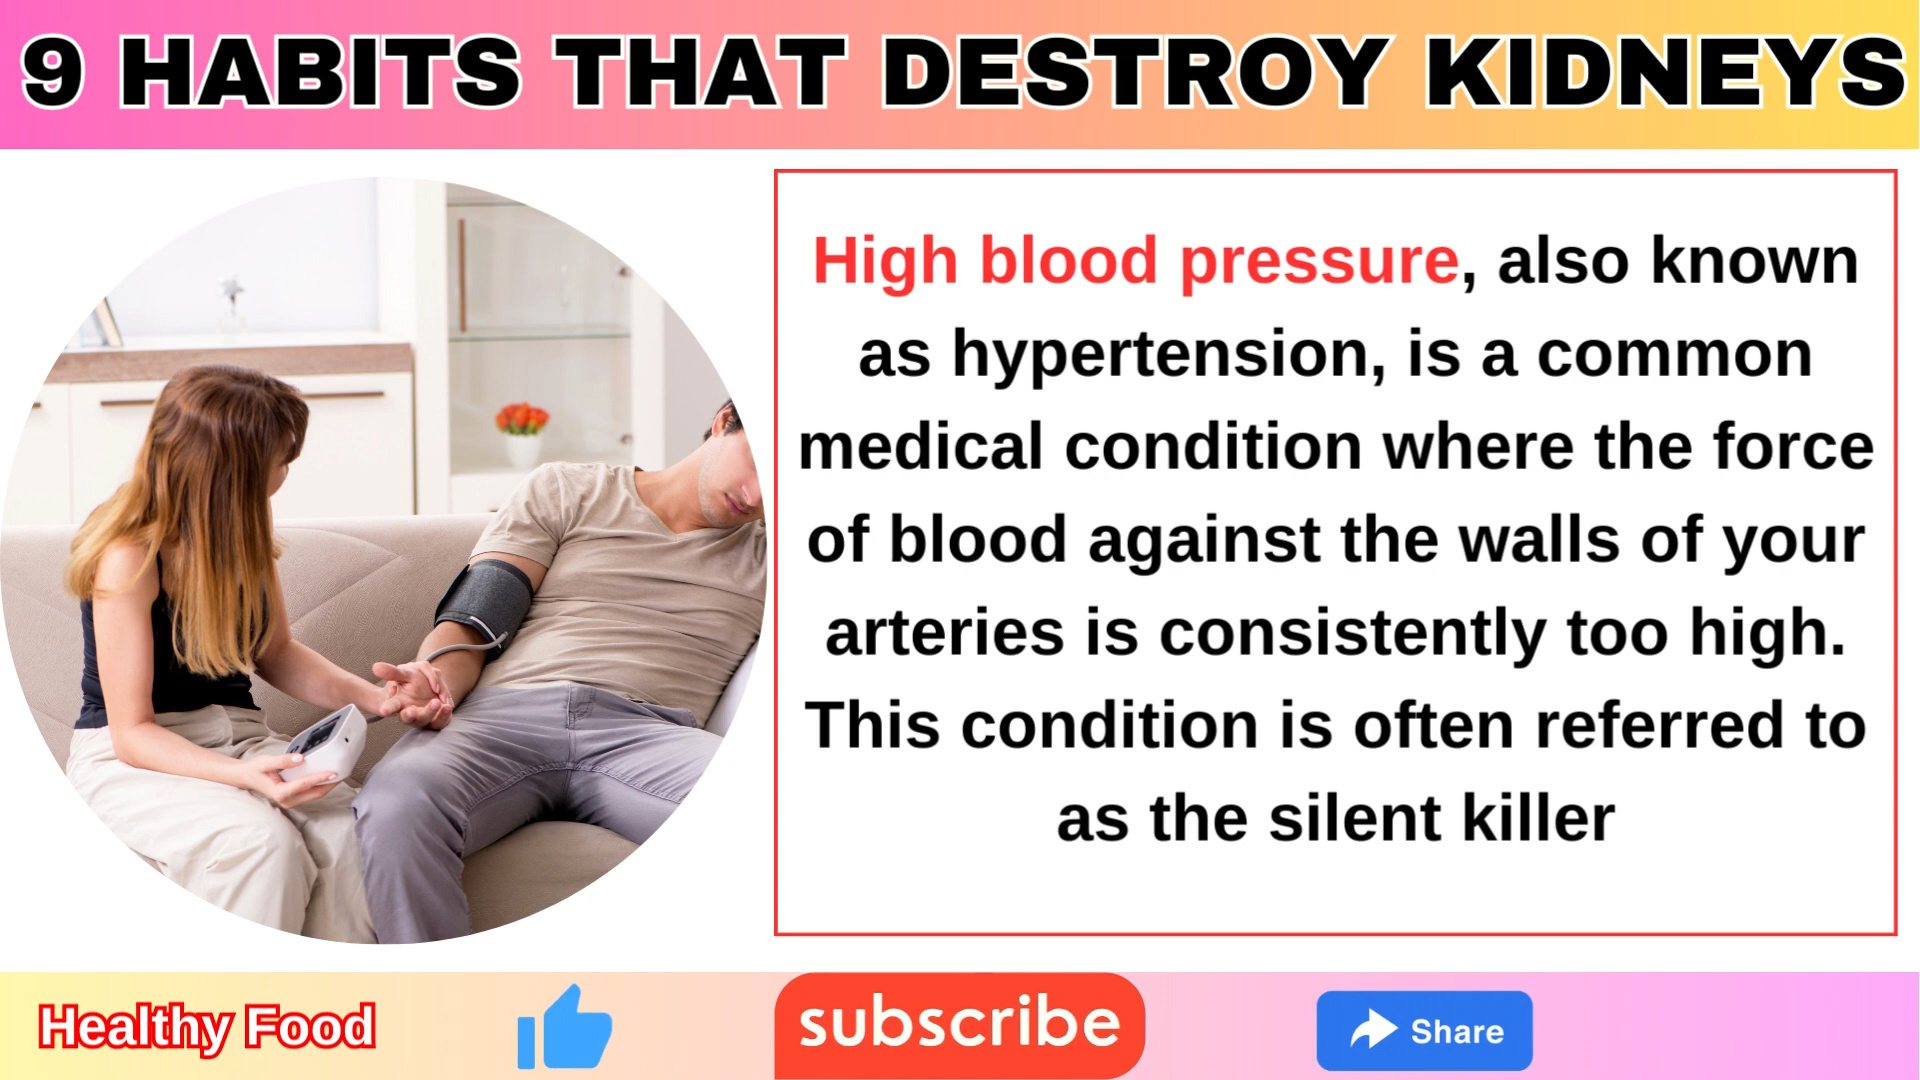 9 HABITS THAT DESTROY KIDNEYS
High blood pressure, also known
as hypertension, is a common
medical condition where the force
of blood against the walls of your
arteries is consistently too high.
This condition is often referred to
as the silent killer
Healthy Food
subscribe
Share